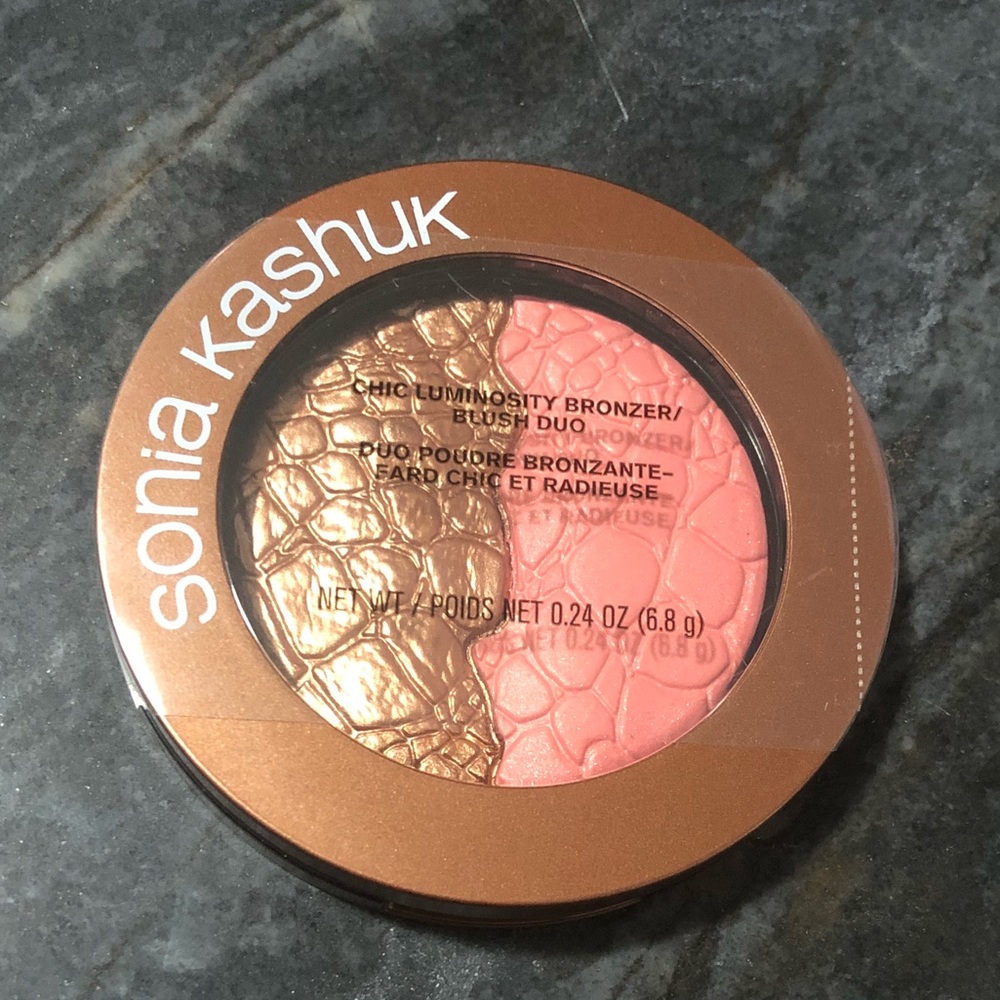 sonia kashuk
CHIC LUMINOSITY BRONZER/
BLUSH DUO
DUO POUDRE BRONZANTE–
FARD CHIC ET RADIEUSE
NET WT / POIDS NET 0.24 OZ (6.8 g)